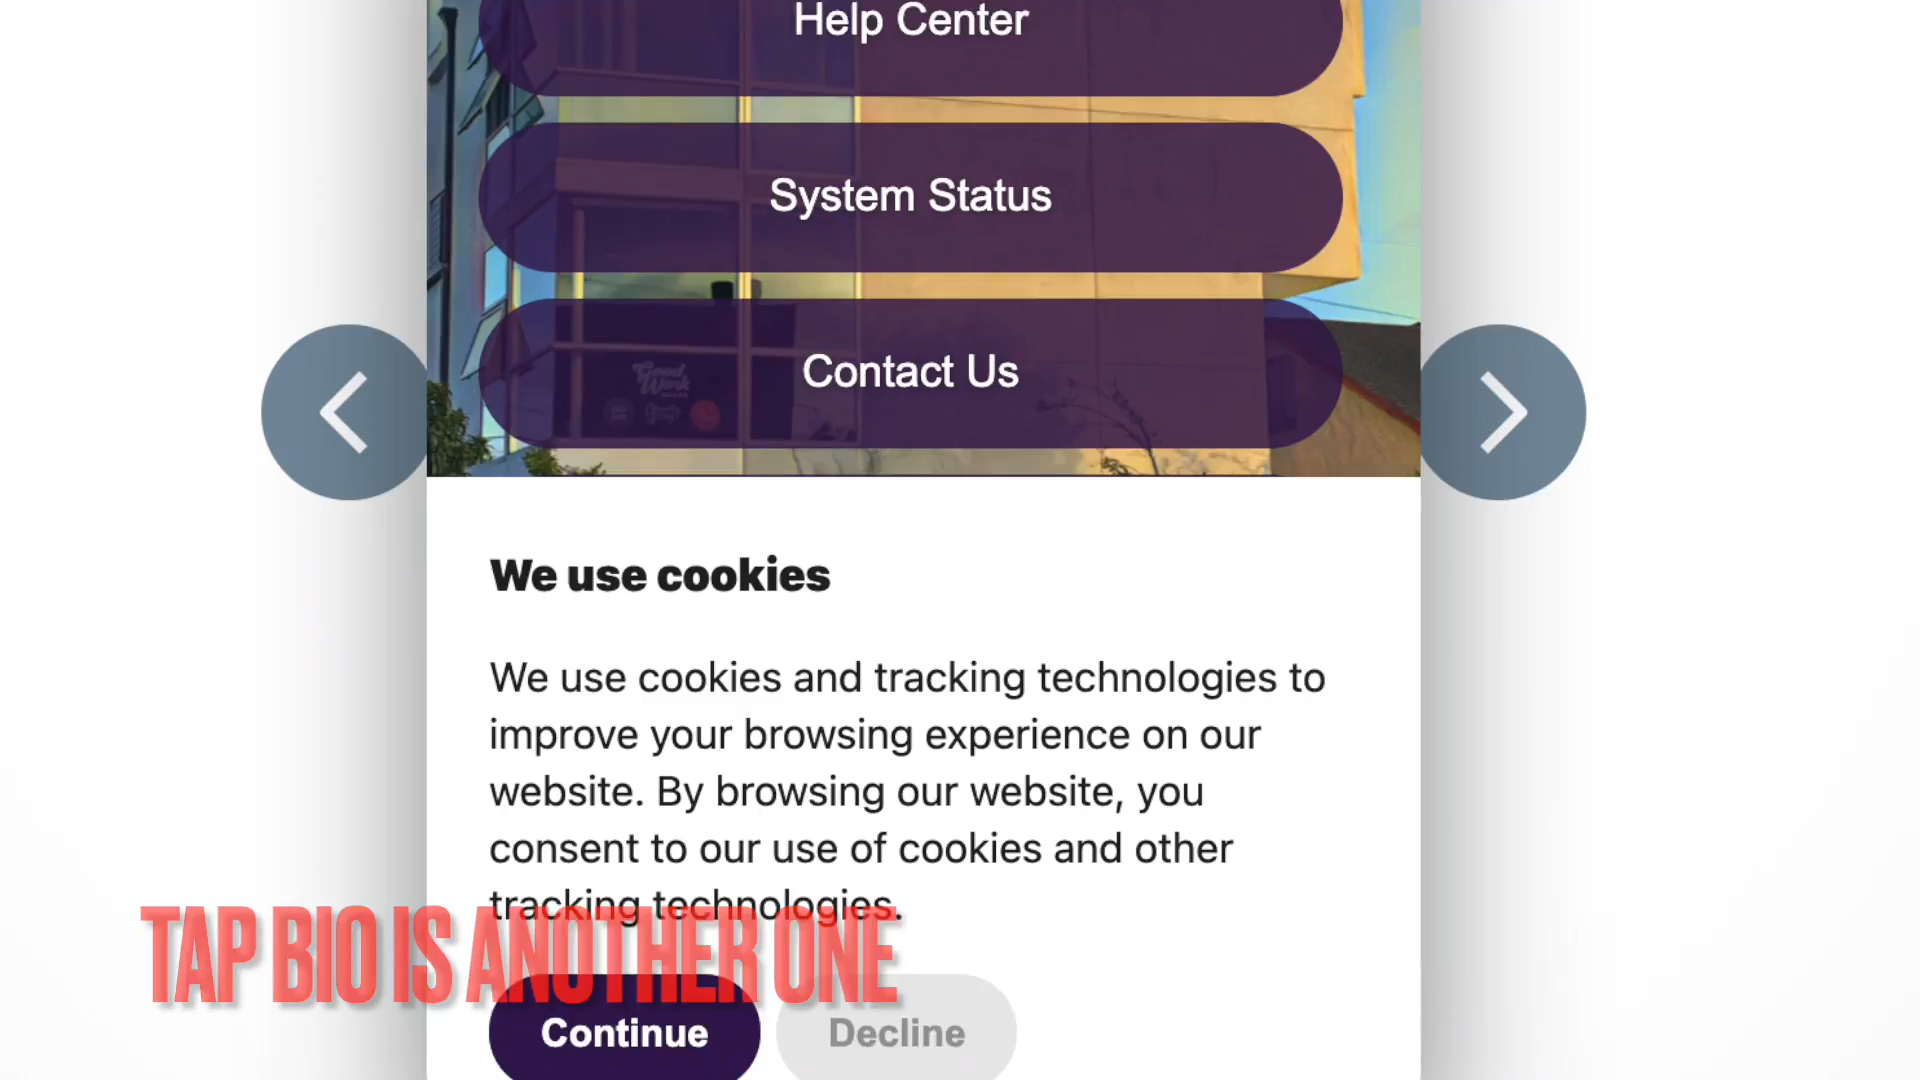 Help Center
System Status
Contact Us
Good
Work
We use cookies
We use cookies and tracking technologies to
improve your browsing experience on our
website. By browsing our website, you
consent to our use of cookies and other
tracking technologies.
TAP BIO IS ANOTHER ONE
Continue
Decline